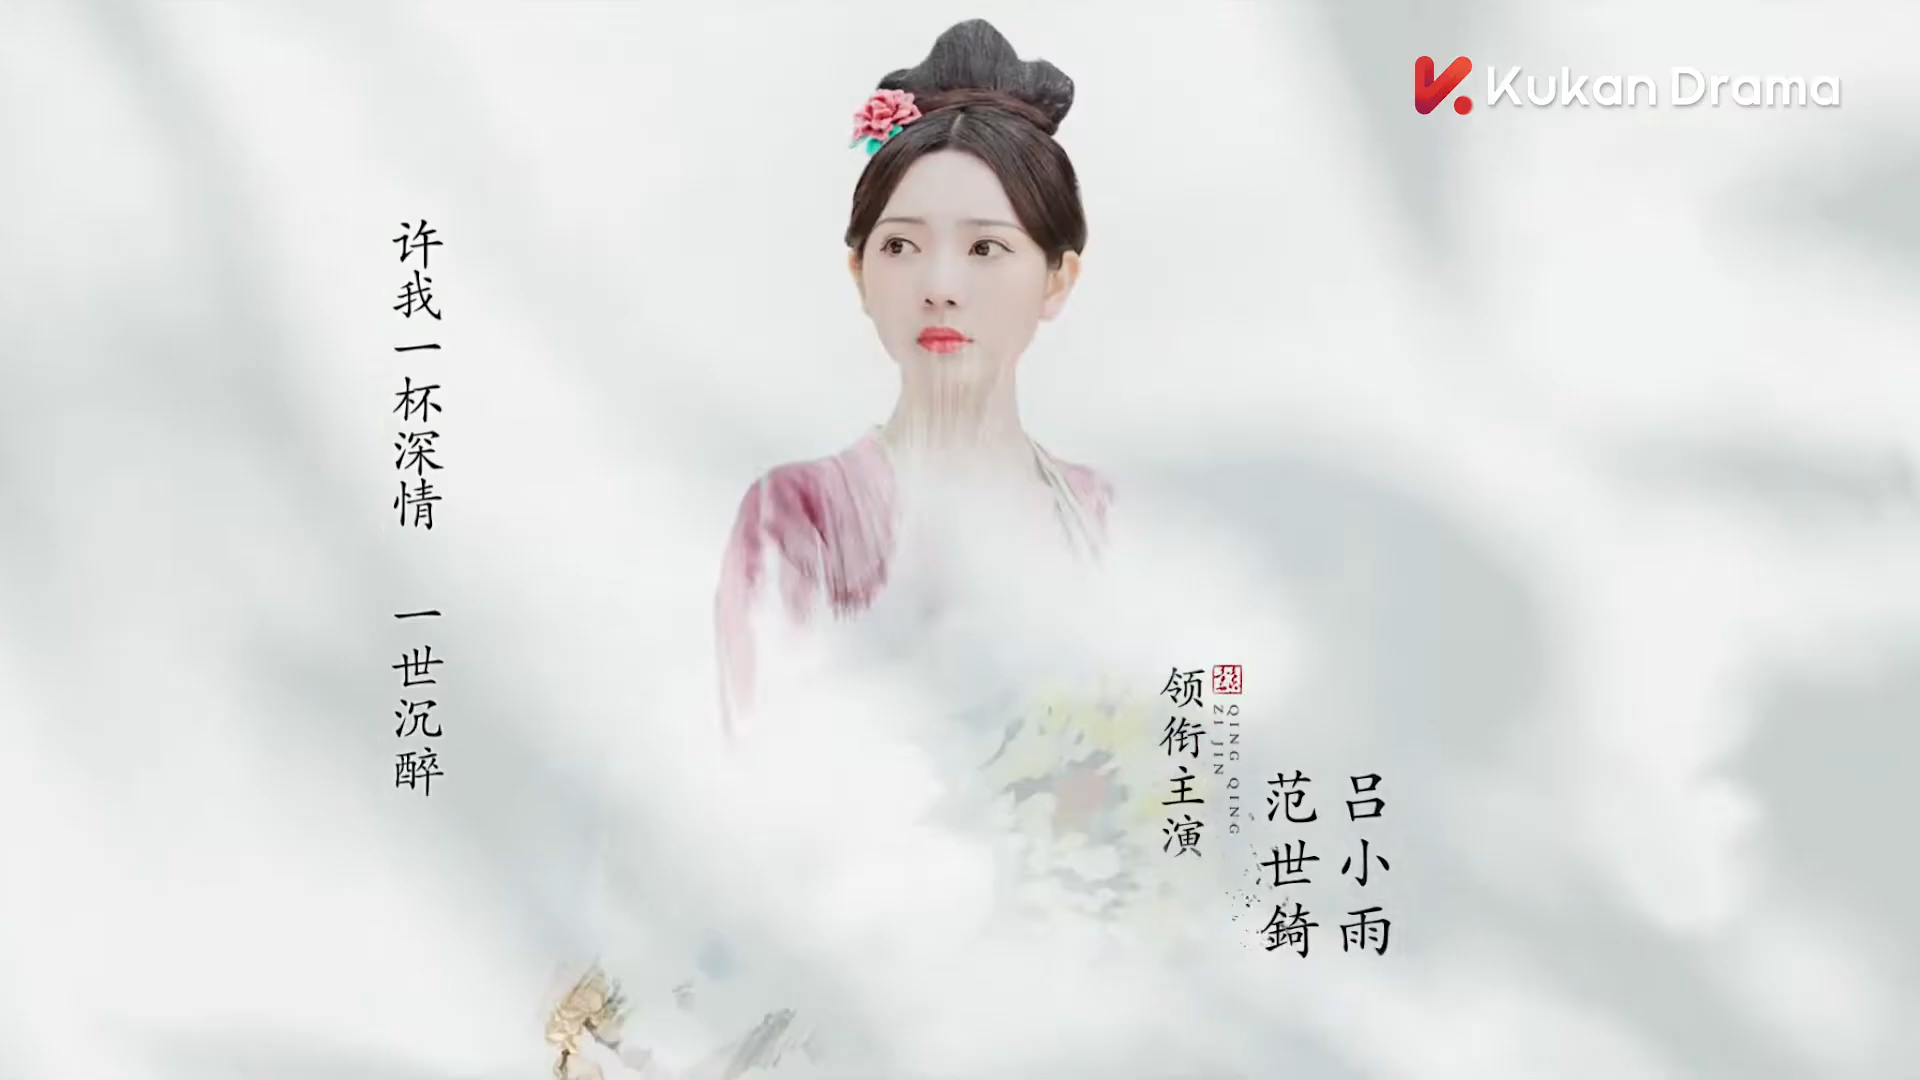 Kukan Drama
许我一杯深情 一世沉醉
领衔主演
QING QING
ZI JIN
吕小雨
范世錡